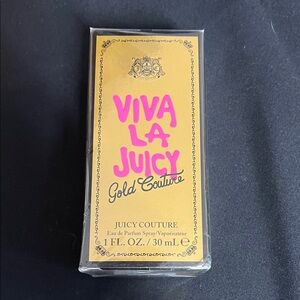 VIVA
LA
JUICY
Gold Couture
JUICY COUTURE
Eau de Parfum Spray/Vaporisateur
1 FL. OZ. / 30 mL ℮